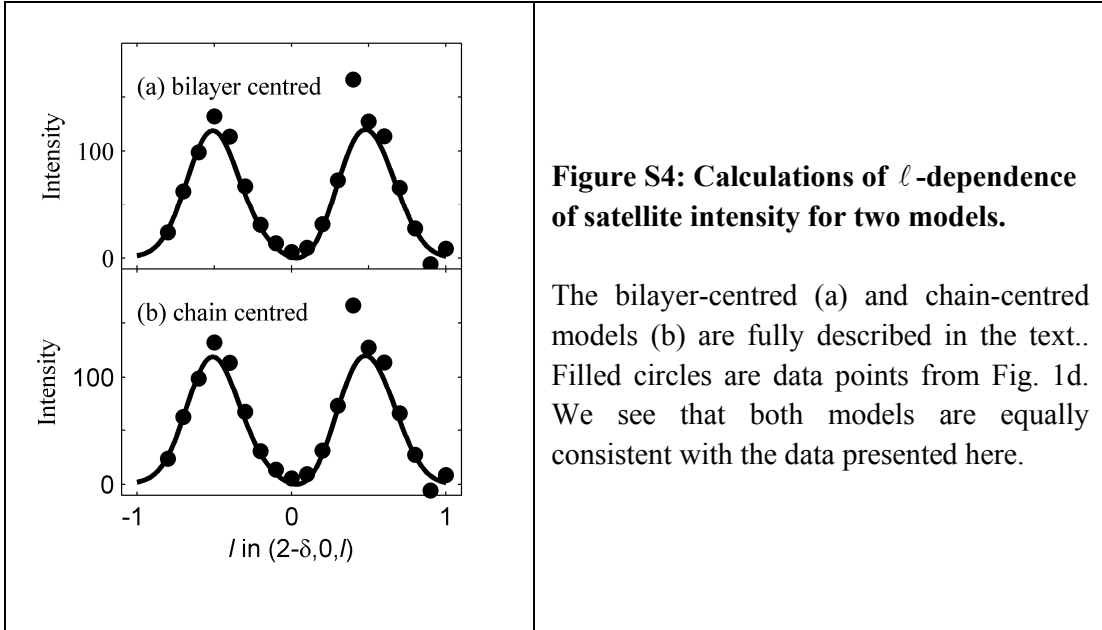 (a) bilayer centred
Intensity
100
0
(b) chain centred
Intensity
100
0
-1 0 1
l in (2-δ,0,l)
Figure S4: Calculations of ℓ-dependence
of satellite intensity for two models.
The bilayer-centred (a) and chain-centred
models (b) are fully described in the text..
Filled circles are data points from Fig. 1d.
We see that both models are equally
consistent with the data presented here.